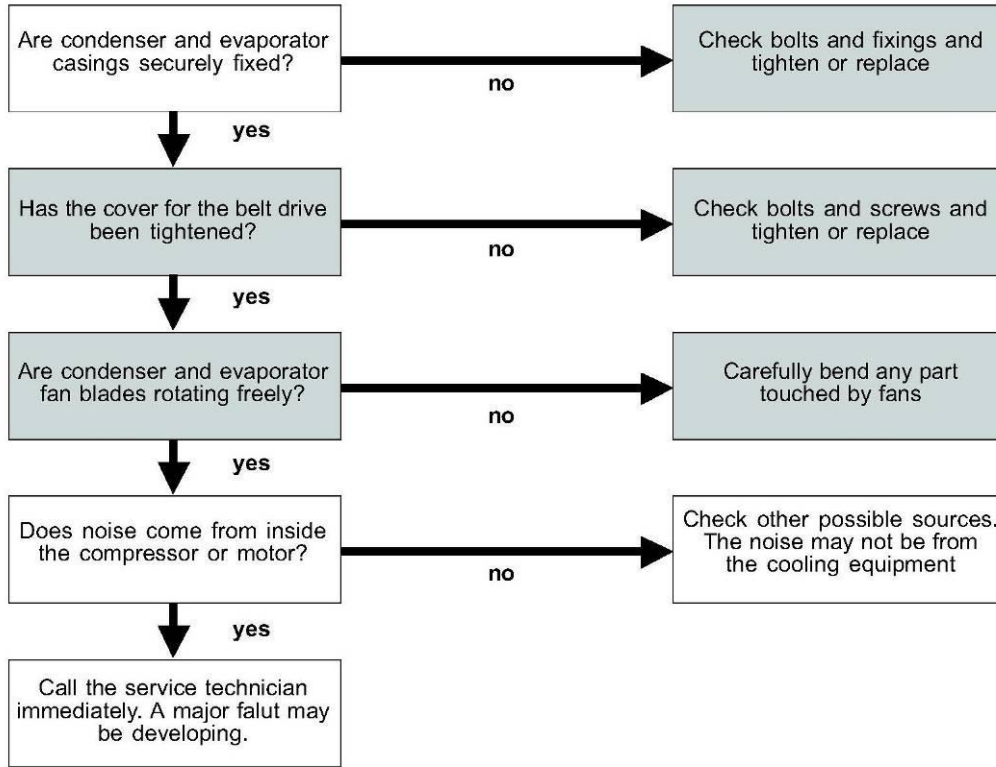 Are condenser and evaporator
casings securely fixed?
no
Check bolts and fixings and
tighten or replace
yes
Has the cover for the belt drive
been tightened?
no
Check bolts and screws and
tighten or replace
yes
Are condenser and evaporator
fan blades rotating freely?
no
Carefully bend any part
touched by fans
yes
Does noise come from inside
the compressor or motor?
no
Check other possible sources.
The noise may not be from
the cooling equipment
yes
Call the service technician
immediately. A major falut may
be developing.